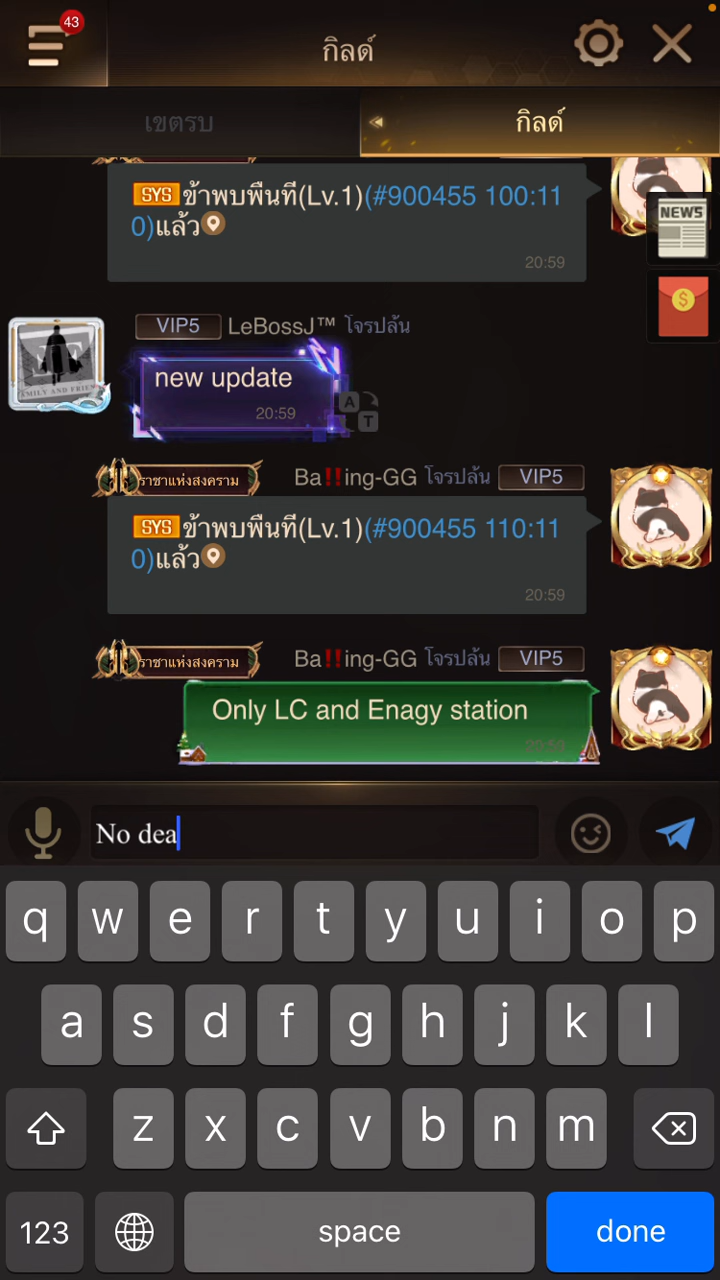 43
กิลด์
เขตรบ
กิลด์
SYS ข้าพบพืนที(Lv.1)(#900455 100:11
0)แล้ว
20:59
NEWS
VIP5 LeBossJ™ โจรปล้น
new update
20:59
A
T
ราชาแห่งสงคราม Ba‼ing-GG โจรปล้น VIP5
SYS ข้าพบพืนที(Lv.1)(#900455 110:11
0)แล้ว
20:59
ราชาแห่งสงคราม Ba‼ing-GG โจรปล้น VIP5
Only LC and Enagy station
20:59
No dea
q w e r t y u i o p
a s d f g h j k l
z x c v b n m
123 space done